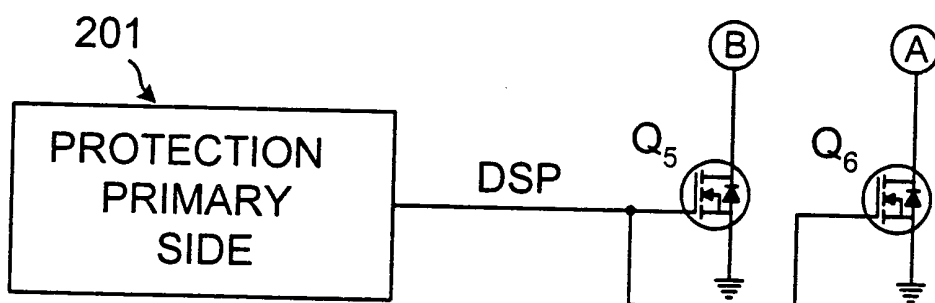 201
B
A
PROTECTION
PRIMARY
SIDE
DSP
Q5
Q6